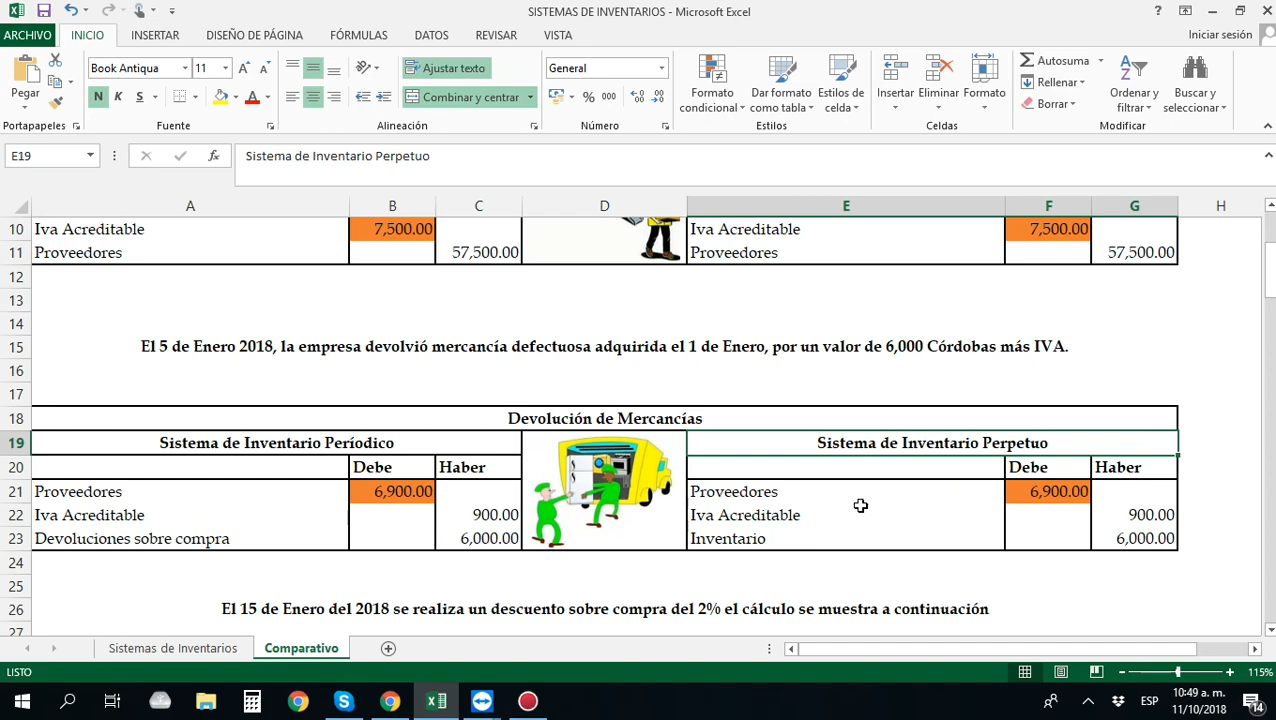 SISTEMAS DE INVENTARIOS - Microsoft Excel
?
ARCHIVO INICIO INSERTAR DISEÑO DE PÁGINA FÓRMULAS DATOS REVISAR VISTA Iniciar sesión
Book Antiqua 11 Ajustar texto General Autosuma
Pegar N K S Combinar y centrar % 000 Formato condicional Dar formato como tabla Estilos de celda Insertar Eliminar Formato Rellenar Borrar Ordenar y filtrar Buscar y seleccionar
Portapapeles Fuente Alineación Número Estilos Celdas Modificar
E19 fx Sistema de Inventario Perpetuo
A B C D E F G H
10 Iva Acreditable 7,500.00 Iva Acreditable 7,500.00
11 Proveedores 57,500.00 Proveedores 57,500.00
12
13
14
15 El 5 de Enero 2018, la empresa devolvió mercancía defectuosa adquirida el 1 de Enero, por un valor de 6,000 Córdobas más IVA.
16
17
18 Devolución de Mercancías
19 Sistema de Inventario Períodico Sistema de Inventario Perpetuo
20 Debe Haber Debe Haber
21 Proveedores 6,900.00 Proveedores 6,900.00
22 Iva Acreditable 900.00 Iva Acreditable 900.00
23 Devoluciones sobre compra 6,000.00 Inventario 6,000.00
24
25
26 El 15 de Enero del 2018 se realiza un descuento sobre compra del 2% el cálculo se muestra a continuación
27
Sistemas de Inventarios Comparativo
LISTO 115%
ESP 10:49 a. m.
11/10/2018 14